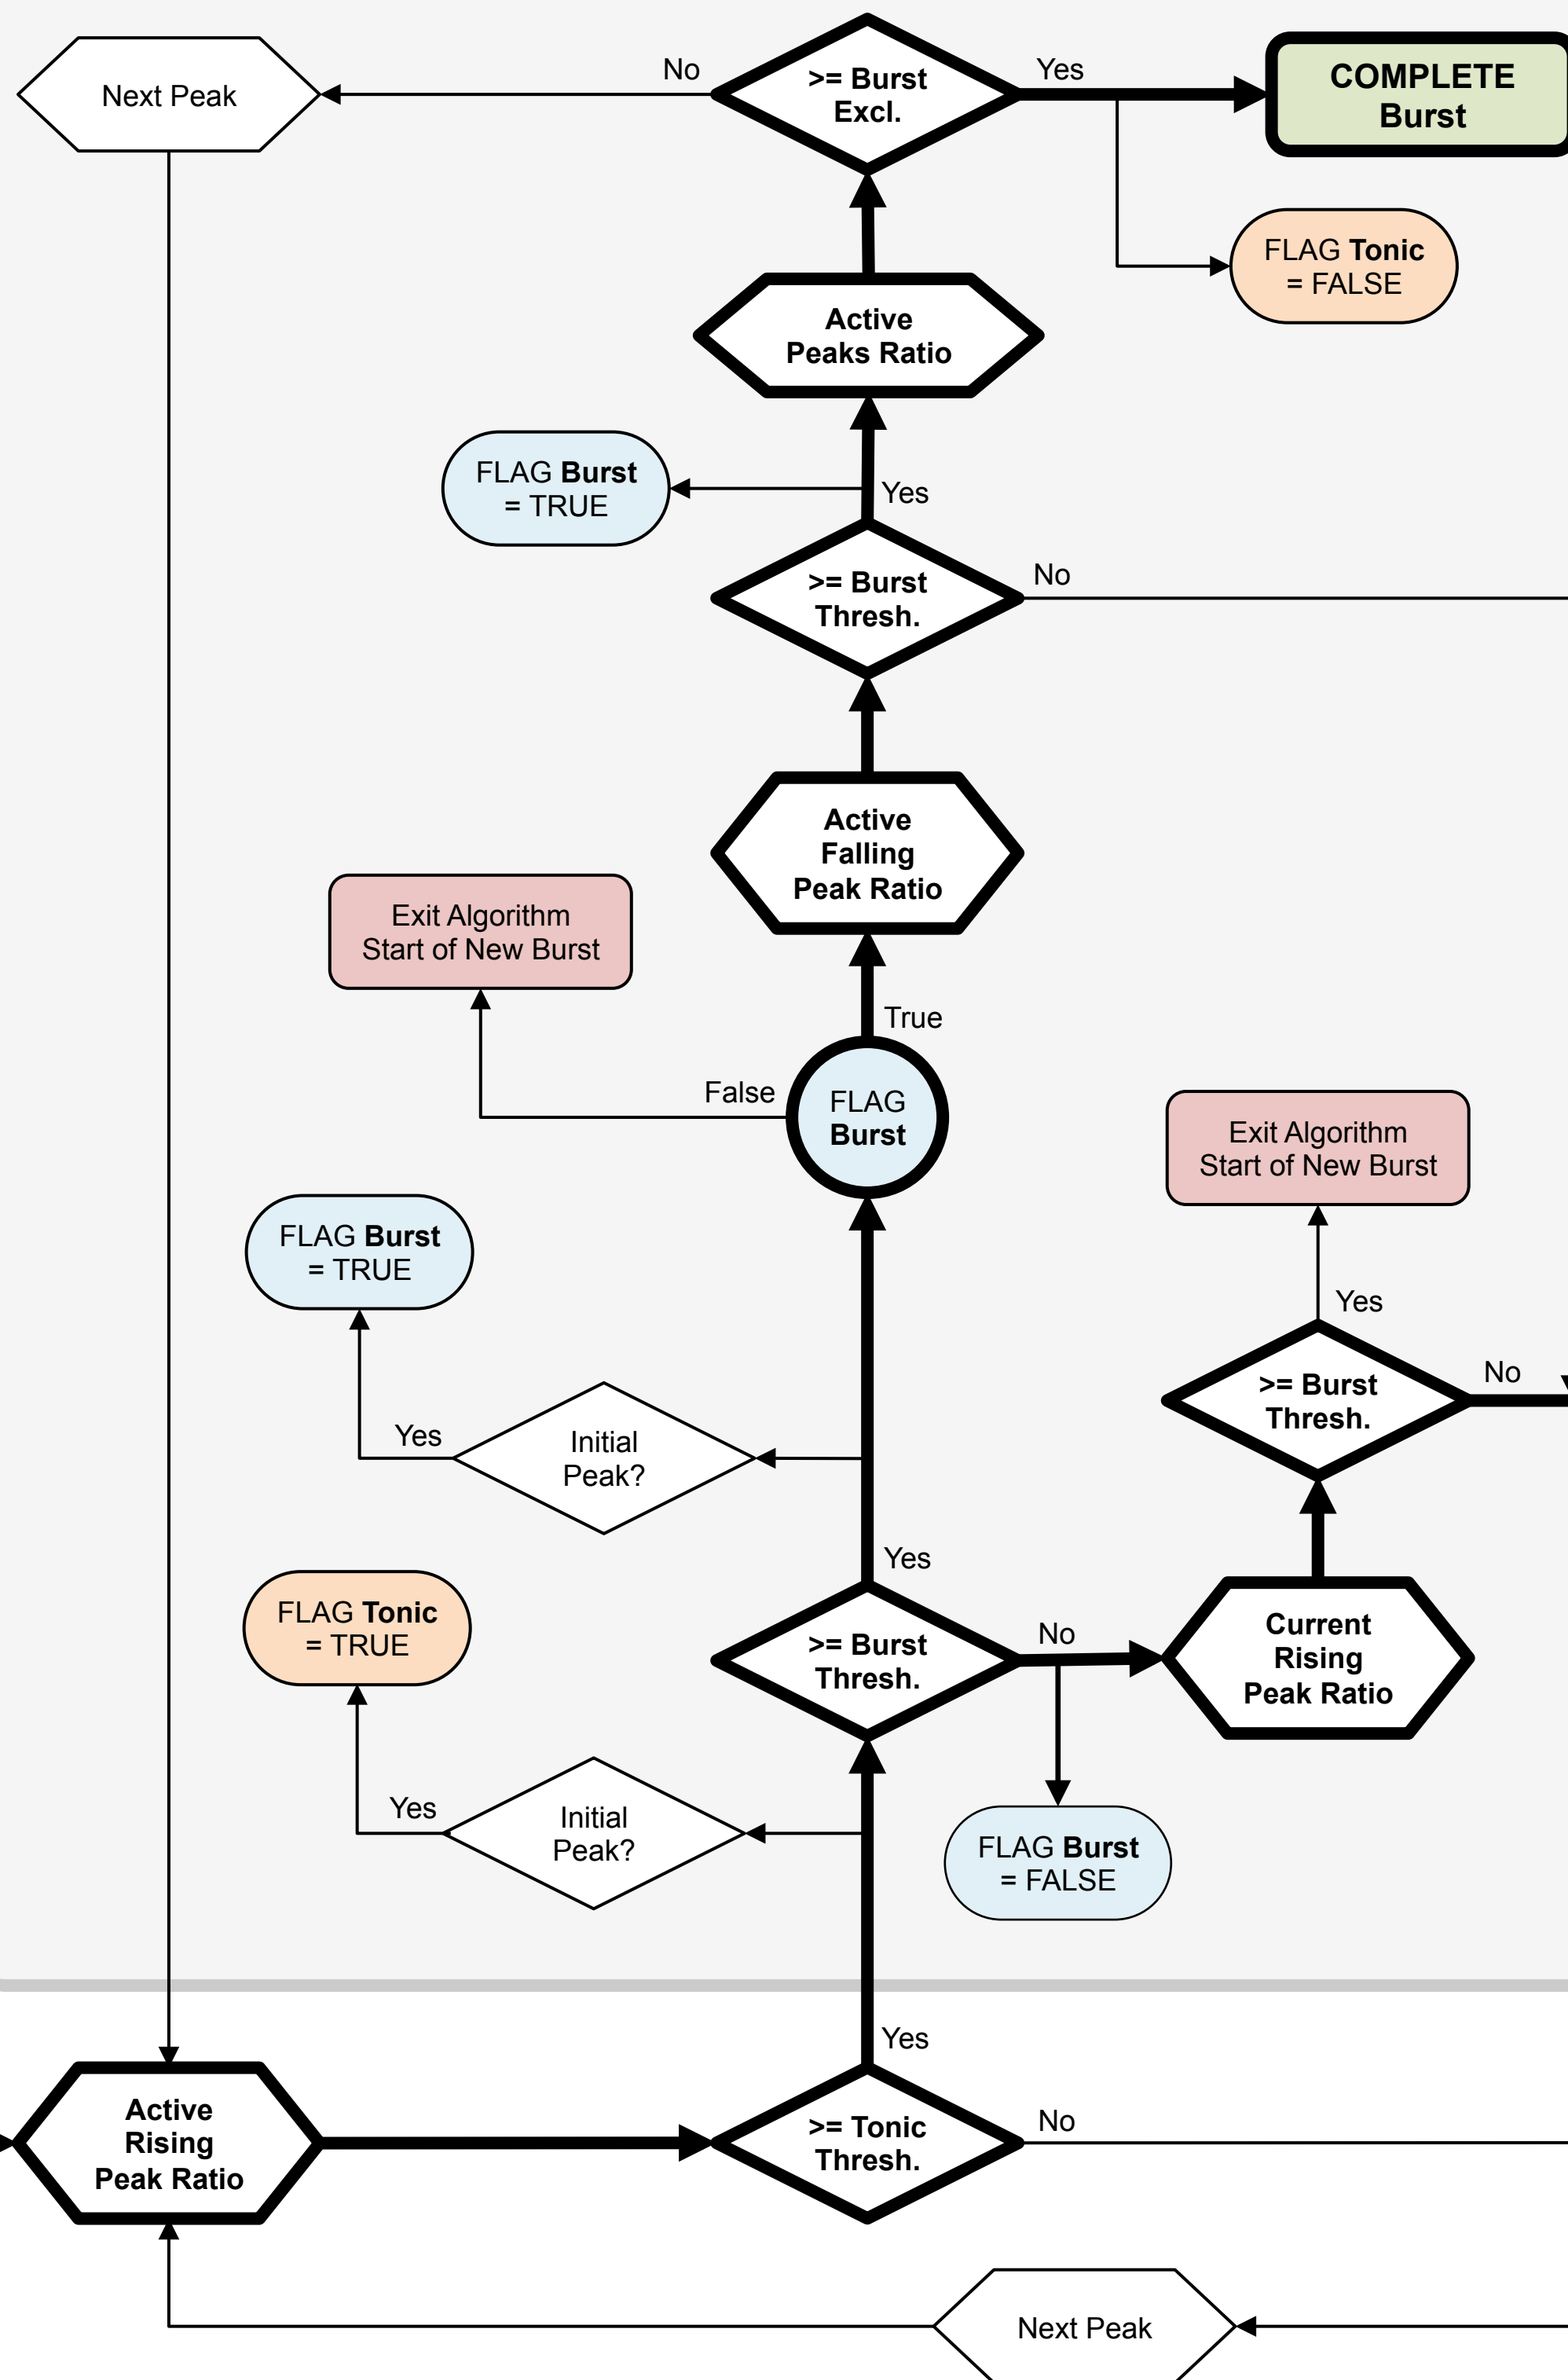 No
Yes
Next Peak
>= Burst
Excl.
COMPLETE
Burst
FLAG Tonic
= FALSE
Active
Peaks Ratio
FLAG Burst
= TRUE
Yes
>= Burst
Thresh.
No
Active
Falling
Peak Ratio
Exit Algorithm
Start of New Burst
True
False
FLAG
Burst
Exit Algorithm
Start of New Burst
FLAG Burst
= TRUE
Yes
>= Burst
Thresh.
No
Yes
Initial
Peak?
Yes
FLAG Tonic
= TRUE
>= Burst
Thresh.
No
Current
Rising
Peak Ratio
Yes
Initial
Peak?
FLAG Burst
= FALSE
Yes
Active
Rising
Peak Ratio
>= Tonic
Thresh.
No
Next Peak